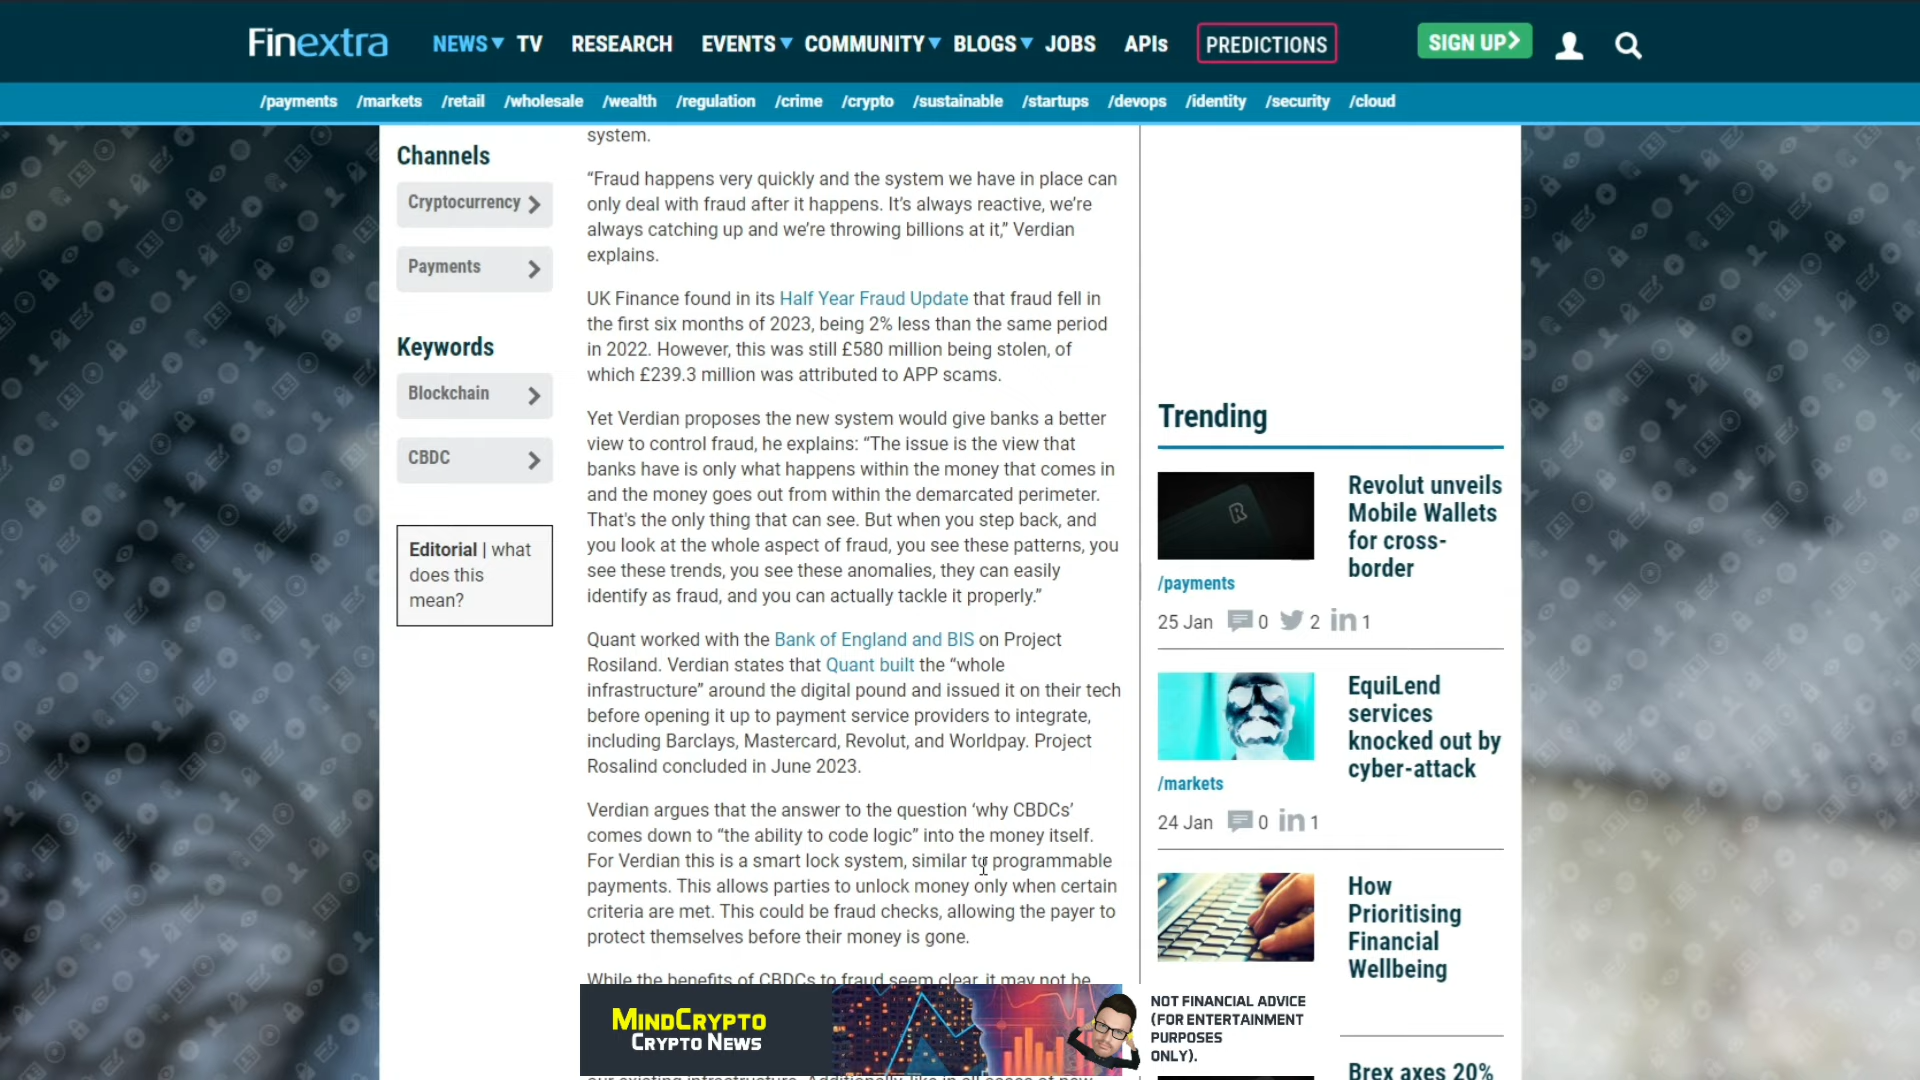 Finextra
NEWS TV RESEARCH EVENTS COMMUNITY BLOGS JOBS APIs PREDICTIONS SIGN UP
/payments /markets /retail /wholesale /wealth /regulation /crime /crypto /sustainable /startups /devops /identity /security /cloud
Channels
Cryptocurrency
Payments
Keywords
Blockchain
CBDC
Editorial | what
does this
mean?
system.
“Fraud happens very quickly and the system we have in place can
only deal with fraud after it happens. It’s always reactive, we’re
always catching up and we’re throwing billions at it,” Verdian
explains.
UK Finance found in its Half Year Fraud Update that fraud fell in
the first six months of 2023, being 2% less than the same period
in 2022. However, this was still £580 million being stolen, of
which £239.3 million was attributed to APP scams.
Yet Verdian proposes the new system would give banks a better
view to control fraud, he explains: “The issue is the view that
banks have is only what happens within the money that comes in
and the money goes out from within the demarcated perimeter.
That's the only thing that can see. But when you step back, and
you look at the whole aspect of fraud, you see these patterns, you
see these trends, you see these anomalies, they can easily
identify as fraud, and you can actually tackle it properly.”
Quant worked with the Bank of England and BIS on Project
Rosiland. Verdian states that Quant built the “whole
infrastructure” around the digital pound and issued it on their tech
before opening it up to payment service providers to integrate,
including Barclays, Mastercard, Revolut, and Worldpay. Project
Rosalind concluded in June 2023.
Verdian argues that the answer to the question ‘why CBDCs’
comes down to “the ability to code logic” into the money itself.
For Verdian this is a smart lock system, similar to programmable
payments. This allows parties to unlock money only when certain
criteria are met. This could be fraud checks, allowing the payer to
protect themselves before their money is gone.
While the benefits of CBDCs to fraud seem clear, it may not be
Trending
Revolut unveils
Mobile Wallets
for cross-
border
/payments
25 Jan 0 2 1
EquiLend
services
knocked out by
cyber-attack
/markets
24 Jan 0 1
How
Prioritising
Financial
Wellbeing
Brex axes 20%
MINDCRYPTO
CRYPTO NEWS
NOT FINANCIAL ADVICE
(FOR ENTERTAINMENT
PURPOSES
ONLY).